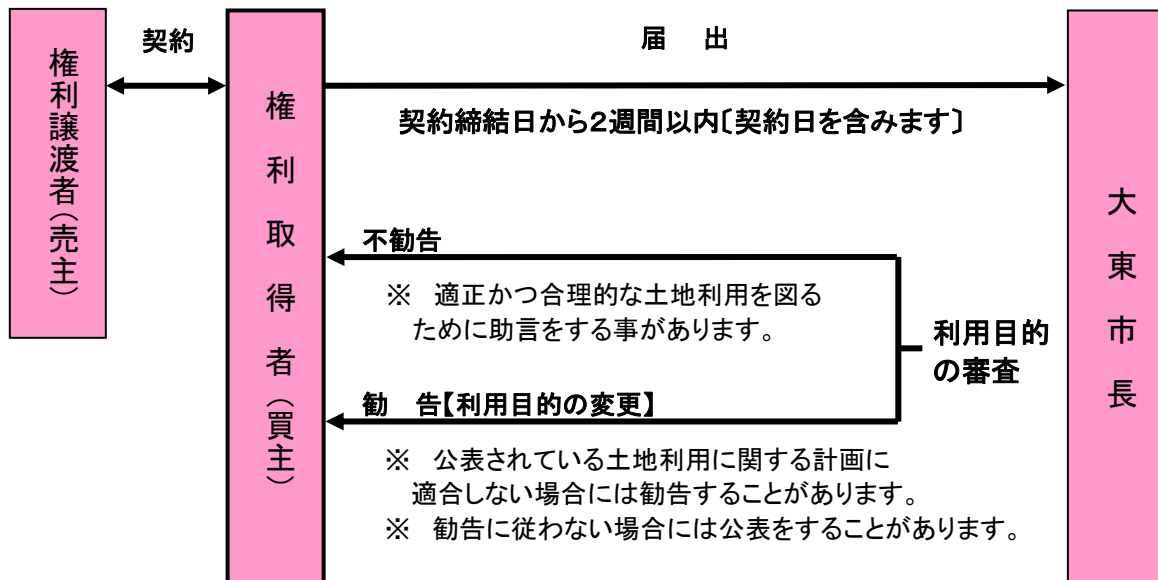 権利譲渡者（売主）
契約
権利取得者（買主）
届　出
契約締結日から２週間以内〔契約日を含みます〕
不勧告
※　適正かつ合理的な土地利用を図る
ために助言をする事があります。
利用目的
の審査
勧　告【利用目的の変更】
※　公表されている土地利用に関する計画に
適合しない場合には勧告することがあります。
※　勧告に従わない場合には公表をすることがあります。
大東市長